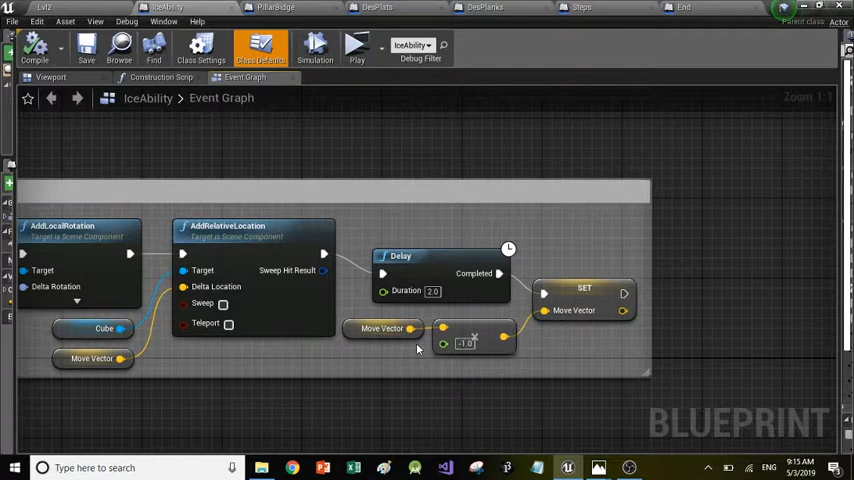 Lvl2 IceAbility PillarBidge DesPlats DesPlanks Steps End
File Edit Asset View Debug Window Help Parent class: Actor
Compile Save Browse Find Class Settings Class Defaults Simulation Play IceAbility Debug Filter
Viewport Construction Scrip Event Graph
IceAbility > Event Graph Zoom 1:1
AddLocalRotation
Target is Scene Component
Target
Delta Rotation
AddRelativeLocation
Target is Scene Component
Target Sweep Hit Result
Delta Location
Sweep
Teleport
Cube
Move Vector
Delay
Completed
Duration 2.0
Move Vector
-1.0
SET
Move Vector
BLUEPRINT
Type here to search
ENG
9:15 AM
5/3/2019